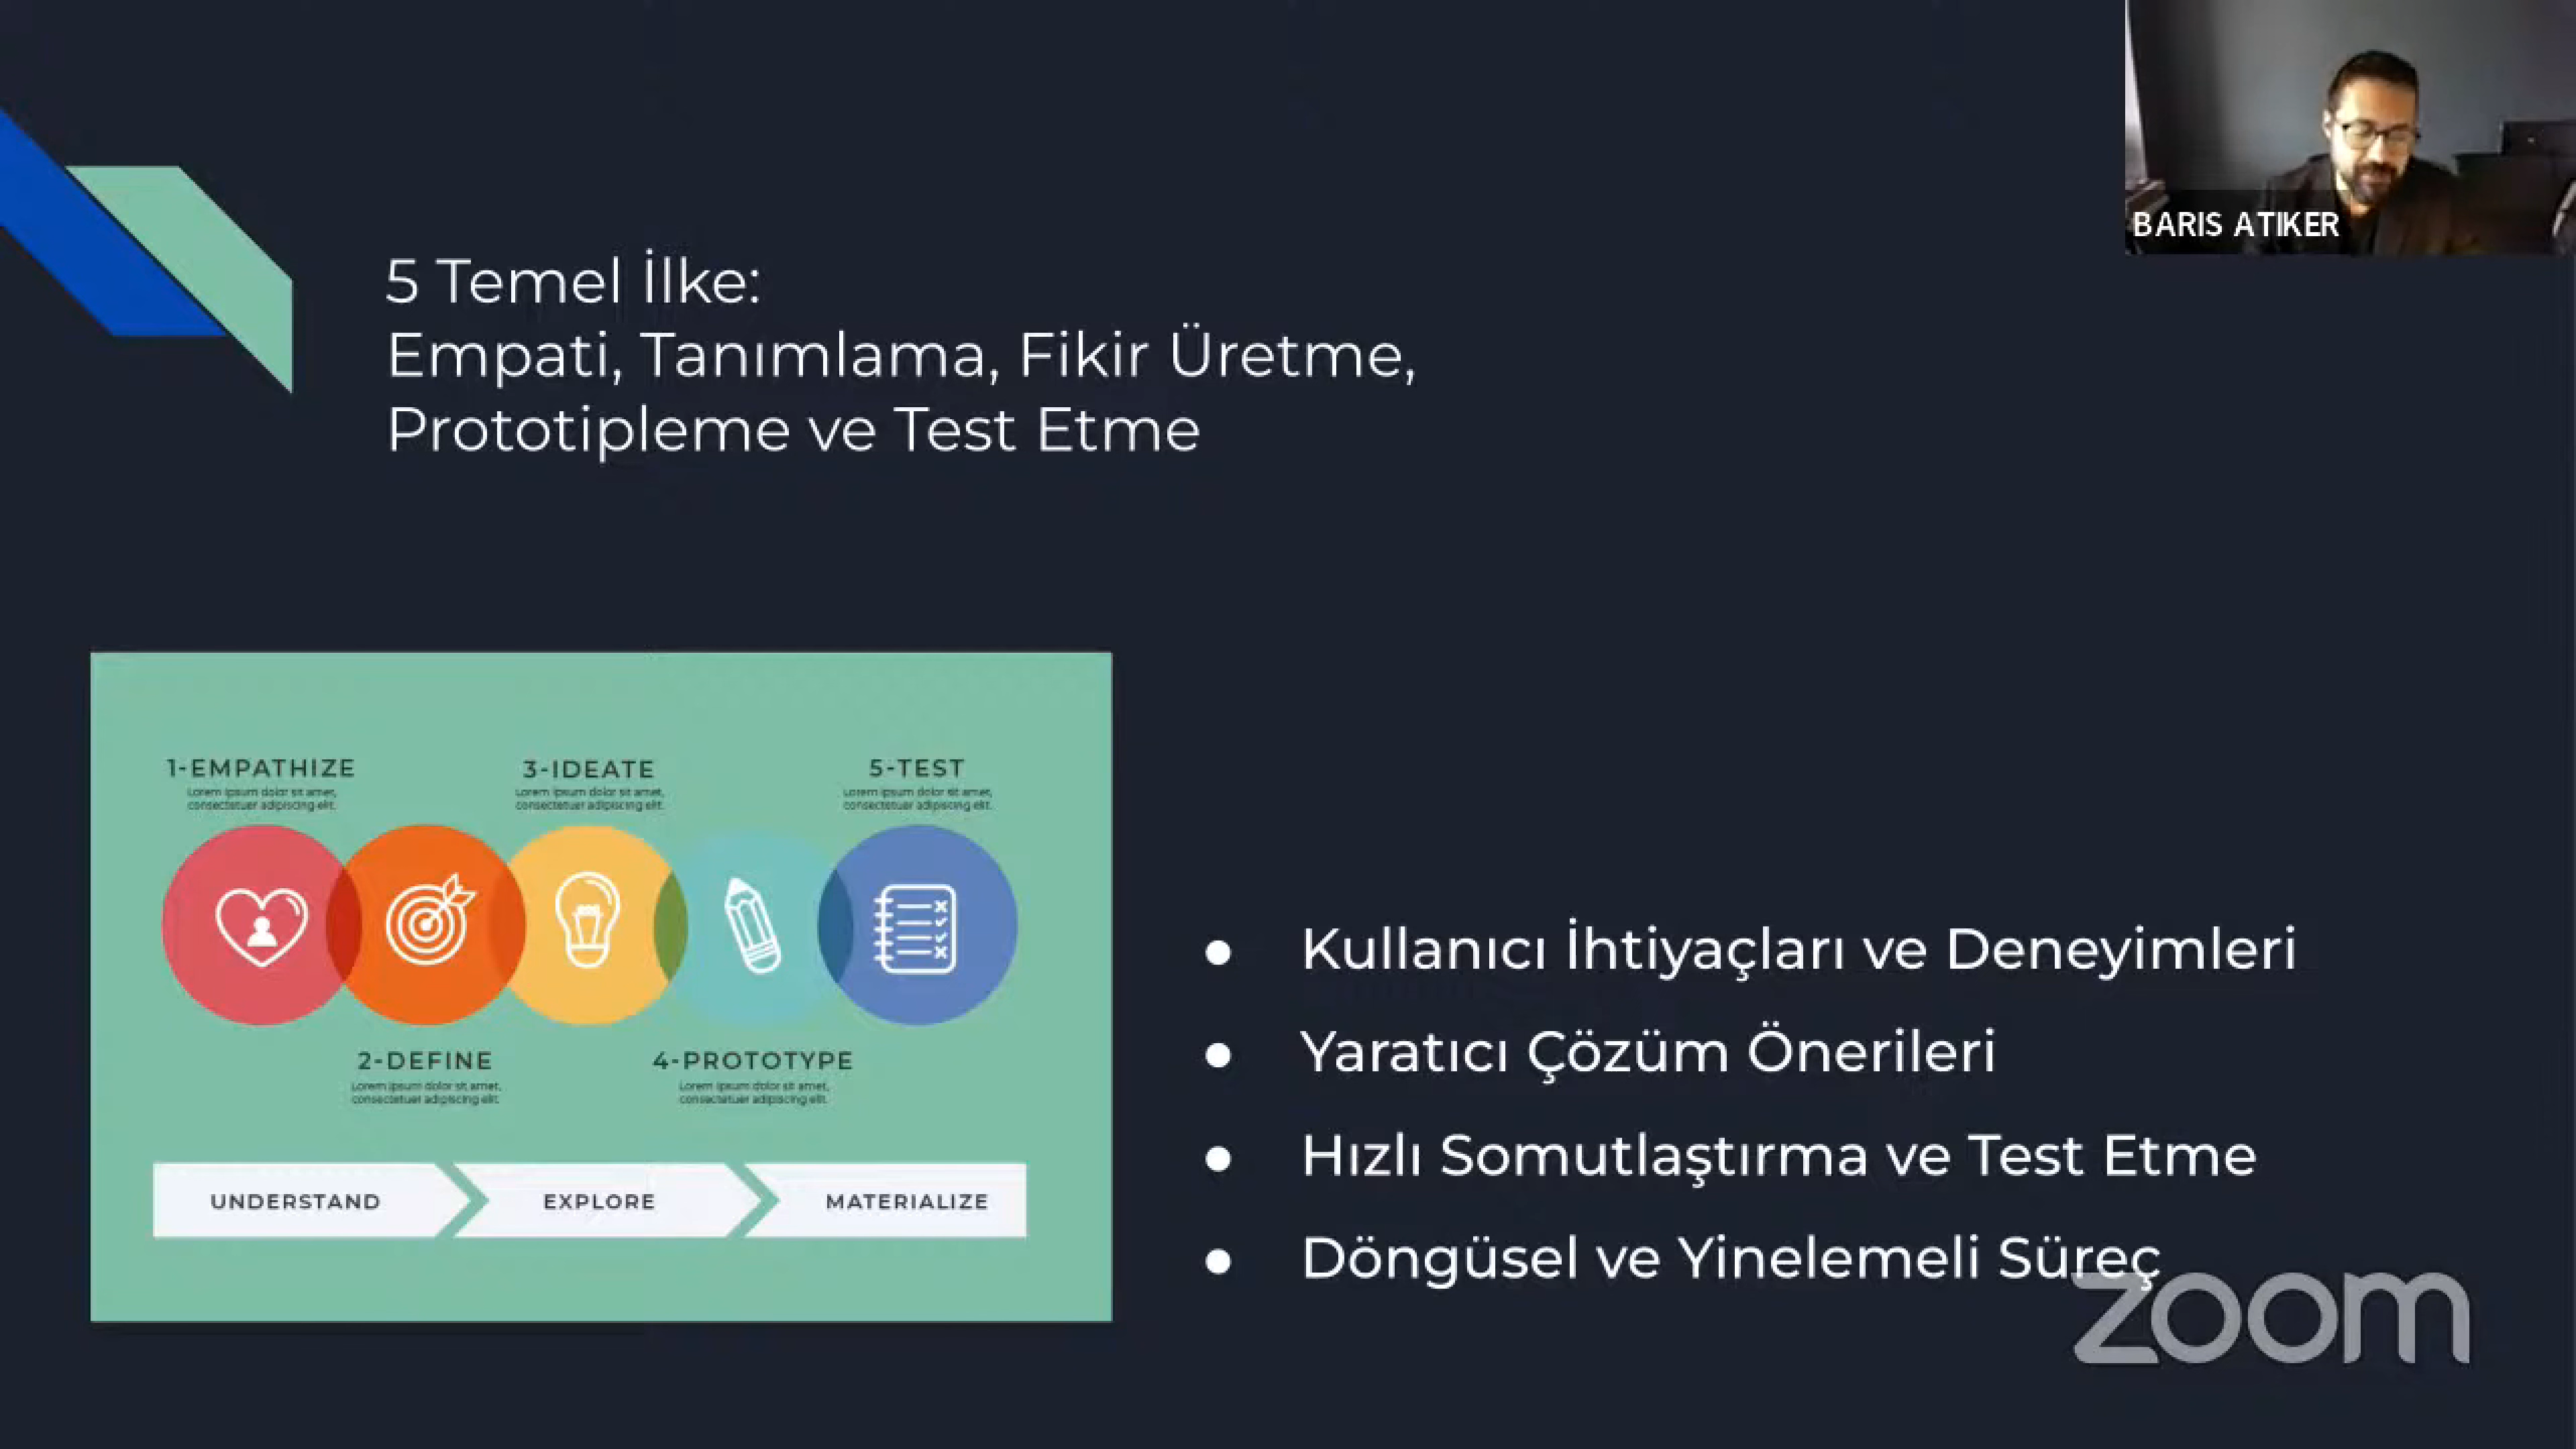 BARIS ATIKER
5 Temel İlke:
Empati, Tanımlama, Fikir Üretme,
Prototipleme ve Test Etme
1-EMPATHIZE
Lorem ipsum dolor sit amet,
consectetuer adipiscing elit.
3-IDEATE
Lorem ipsum dolor sit amet,
consectetuer adipiscing elit.
5-TEST
Lorem ipsum dolor sit amet,
consectetuer adipiscing elit.
2-DEFINE
Lorem ipsum dolor sit amet,
consectetuer adipiscing elit.
4-PROTOTYPE
Lorem ipsum dolor sit amet,
consectetuer adipiscing elit.
UNDERSTAND
EXPLORE
MATERIALIZE
● Kullanıcı İhtiyaçları ve Deneyimleri
● Yaratıcı Çözüm Önerileri
● Hızlı Somutlaştırma ve Test Etme
● Döngüsel ve Yinelemeli Süreç
zoom